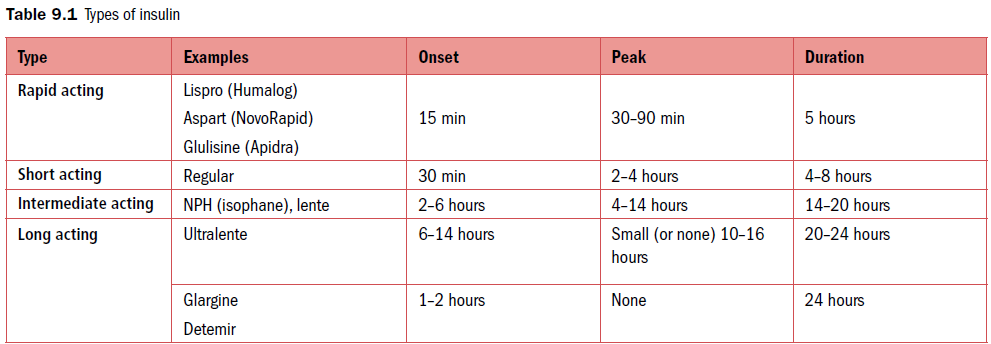 Table 9.1 Types of insulin
Type Examples Onset Peak Duration
Rapid acting Lispro (Humalog)
Aspart (NovoRapid) 15 min 30–90 min 5 hours
Glulisine (Apidra)
Short acting Regular 30 min 2–4 hours 4–8 hours
Intermediate acting NPH (isophane), lente 2–6 hours 4–14 hours 14–20 hours
Long acting Ultralente 6–14 hours Small (or none) 10–16 20–24 hours
hours
Glargine 1–2 hours None 24 hours
Detemir